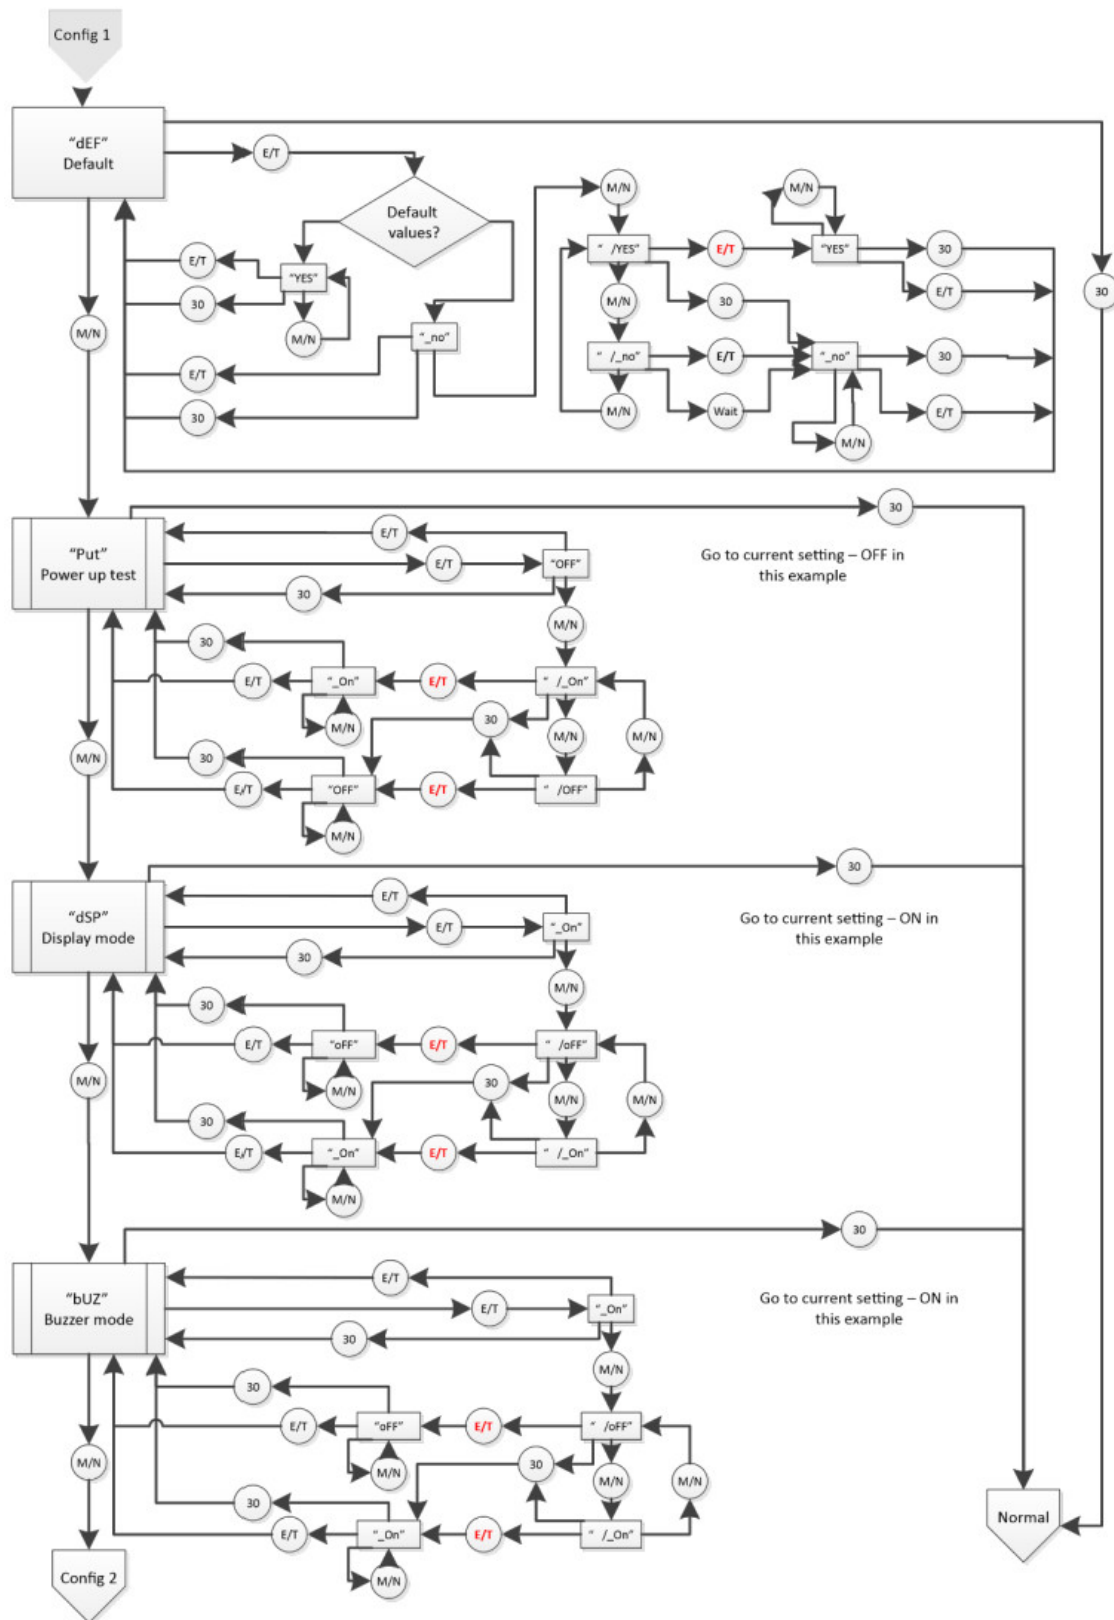 Config 1
“dEF”
Default
E/T
Default
values?
M/N
M/N
“ /YES”
E/T
“YES”
30
E/T
“YES”
E/T
30
30
M/N
30
E/T
M/N
M/N
“_no”
“ /_no”
E/T
“_no”
30
E/T
30
M/N
Wait
E/T
M/N
30
“Put”
Power up test
E/T
E/T
“OFF”
Go to current setting – OFF in
this example
30
M/N
30
E/T
“_On”
E/T
“ /_On”
M/N
30
M/N
M/N
M/N
30
E/T
“OFF”
E/T
“ /OFF”
M/N
30
“dSP”
Display mode
E/T
E/T
“_On”
Go to current setting – ON in
this example
30
M/N
30
E/T
“oFF”
E/T
“ /oFF”
M/N
M/N
30
M/N
M/N
30
E/T
“_On”
E/T
“ /_On”
M/N
30
“bUZ”
Buzzer mode
E/T
E/T
“_On”
Go to current setting – ON in
this example
30
M/N
30
E/T
“oFF”
E/T
“ /oFF”
M/N
M/N
30
M/N
M/N
30
E/T
“_On”
E/T
“ /_On”
M/N
Normal
Config 2